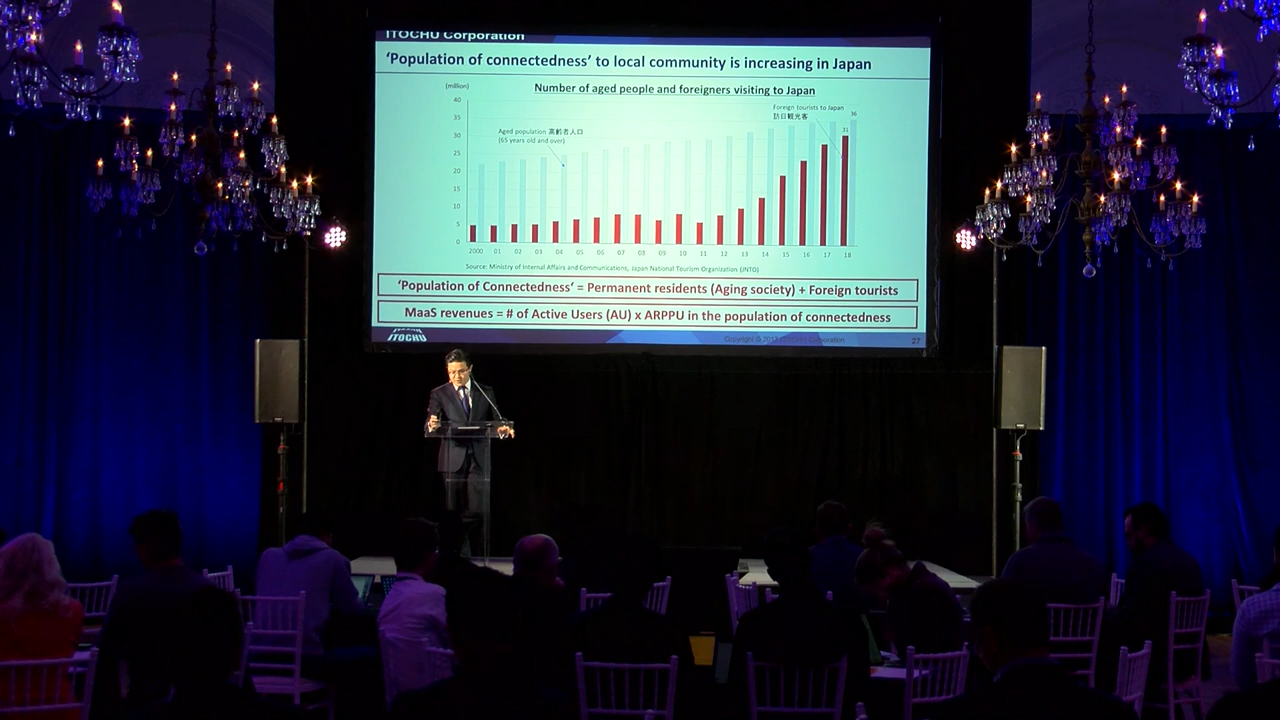 ITOCHU Corporation
'Population of connectedness' to local community is increasing in Japan
Number of aged people and foreigners visiting to Japan
(million)
40
35
30
25
20
15
10
5
0
Aged population 高齢者人口
(65 years old and over)
Foreign tourists to Japan
訪日観光客
36
31
2000 01 02 03 04 05 06 07 08 09 10 11 12 13 14 15 16 17 18
Source: Ministry of Internal Affairs and Communications, Japan National Tourism Organization (JNTO)
'Population of Connectedness' = Permanent residents (Aging society) + Foreign tourists
MaaS revenues = # of Active Users (AU) x ARPPU in the population of connectedness
ITOCHU
Copyright © ITOCHU Corporation
27